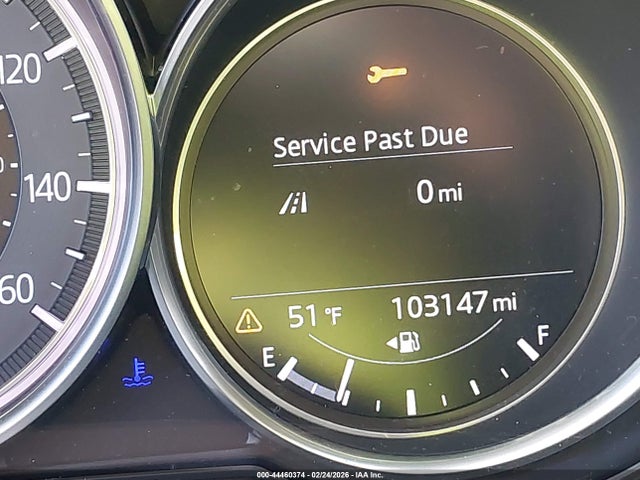 120
140
60
Service Past Due
0 mi
51 °F
103147 mi
E
F
000-44460374 - 02/24/2026 - IAA Inc.